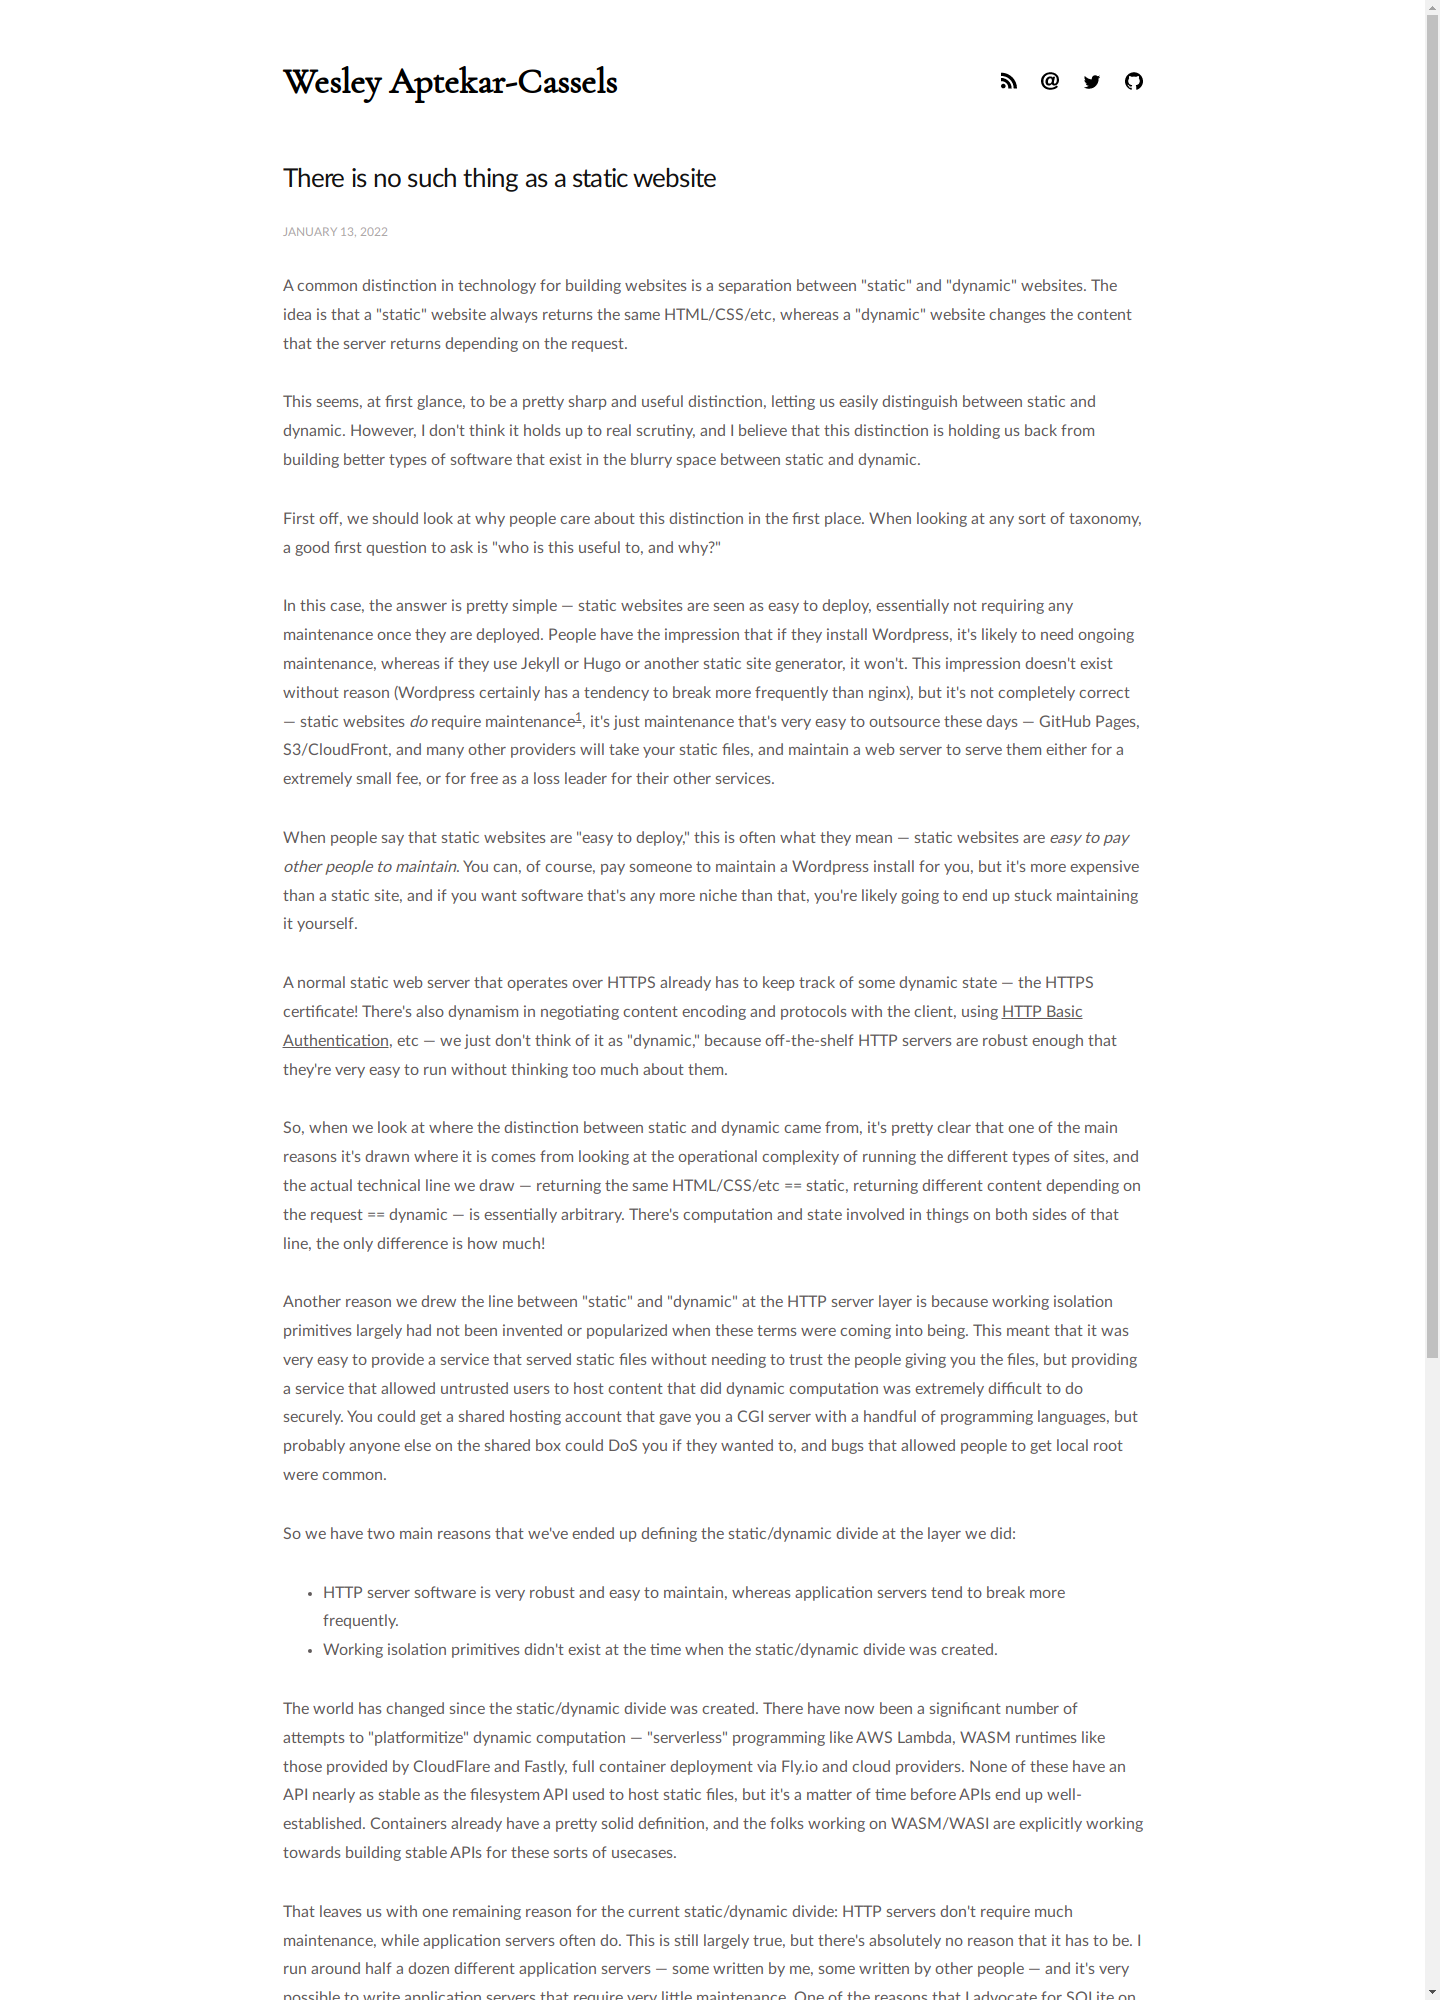 Wesley Aptekar-Cassels
There is no such thing as a static website
JANUARY 13, 2022
A common distinction in technology for building websites is a separation between "static" and "dynamic" websites. The
idea is that a "static" website always returns the same HTML/CSS/etc, whereas a "dynamic" website changes the content
that the server returns depending on the request.
This seems, at first glance, to be a pretty sharp and useful distinction, letting us easily distinguish between static and
dynamic. However, I don't think it holds up to real scrutiny, and I believe that this distinction is holding us back from
building better types of software that exist in the blurry space between static and dynamic.
First off, we should look at why people care about this distinction in the first place. When looking at any sort of taxonomy,
a good first question to ask is "who is this useful to, and why?"
In this case, the answer is pretty simple — static websites are seen as easy to deploy, essentially not requiring any
maintenance once they are deployed. People have the impression that if they install Wordpress, it's likely to need ongoing
maintenance, whereas if they use Jekyll or Hugo or another static site generator, it won't. This impression doesn't exist
without reason (Wordpress certainly has a tendency to break more frequently than nginx), but it's not completely correct
— static websites do require maintenance1, it's just maintenance that's very easy to outsource these days — GitHub Pages,
S3/CloudFront, and many other providers will take your static files, and maintain a web server to serve them either for a
extremely small fee, or for free as a loss leader for their other services.
When people say that static websites are "easy to deploy," this is often what they mean — static websites are easy to pay
other people to maintain. You can, of course, pay someone to maintain a Wordpress install for you, but it's more expensive
than a static site, and if you want software that's any more niche than that, you're likely going to end up stuck maintaining
it yourself.
A normal static web server that operates over HTTPS already has to keep track of some dynamic state — the HTTPS
certificate! There's also dynamism in negotiating content encoding and protocols with the client, using HTTP Basic
Authentication, etc — we just don't think of it as "dynamic," because off-the-shelf HTTP servers are robust enough that
they're very easy to run without thinking too much about them.
So, when we look at where the distinction between static and dynamic came from, it's pretty clear that one of the main
reasons it's drawn where it is comes from looking at the operational complexity of running the different types of sites, and
the actual technical line we draw — returning the same HTML/CSS/etc == static, returning different content depending on
the request == dynamic — is essentially arbitrary. There's computation and state involved in things on both sides of that
line, the only difference is how much!
Another reason we drew the line between "static" and "dynamic" at the HTTP server layer is because working isolation
primitives largely had not been invented or popularized when these terms were coming into being. This meant that it was
very easy to provide a service that served static files without needing to trust the people giving you the files, but providing
a service that allowed untrusted users to host content that did dynamic computation was extremely difficult to do
securely. You could get a shared hosting account that gave you a CGI server with a handful of programming languages, but
probably anyone else on the shared box could DoS you if they wanted to, and bugs that allowed people to get local root
were common.
So we have two main reasons that we've ended up defining the static/dynamic divide at the layer we did:
• HTTP server software is very robust and easy to maintain, whereas application servers tend to break more
frequently.
• Working isolation primitives didn't exist at the time when the static/dynamic divide was created.
The world has changed since the static/dynamic divide was created. There have now been a significant number of
attempts to "platformitize" dynamic computation — "serverless" programming like AWS Lambda, WASM runtimes like
those provided by CloudFlare and Fastly, full container deployment via Fly.io and cloud providers. None of these have an
API nearly as stable as the filesystem API used to host static files, but it's a matter of time before APIs end up well-
established. Containers already have a pretty solid definition, and the folks working on WASM/WASI are explicitly working
towards building stable APIs for these sorts of usecases.
That leaves us with one remaining reason for the current static/dynamic divide: HTTP servers don't require much
maintenance, while application servers often do. This is still largely true, but there's absolutely no reason that it has to be. I
run around half a dozen different application servers — some written by me, some written by other people — and it's very
possible to write application servers that require very little maintenance. One of the reasons that I advocate for SQLite on